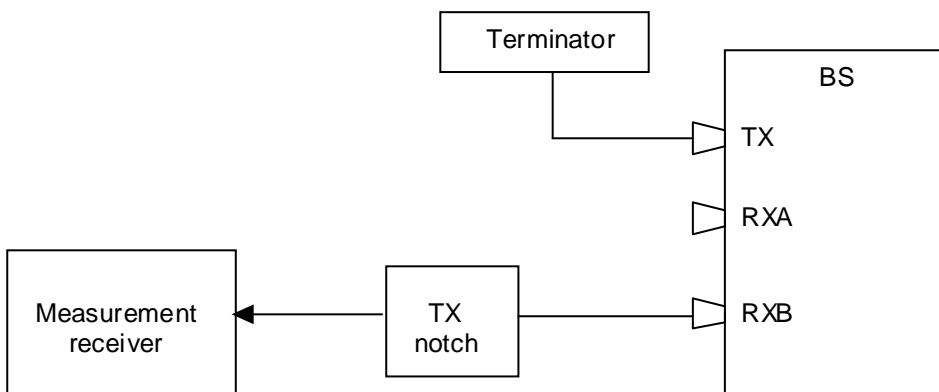 Terminator
BS
TX
RXA
Measurement
receiver
TX
notch
RXB